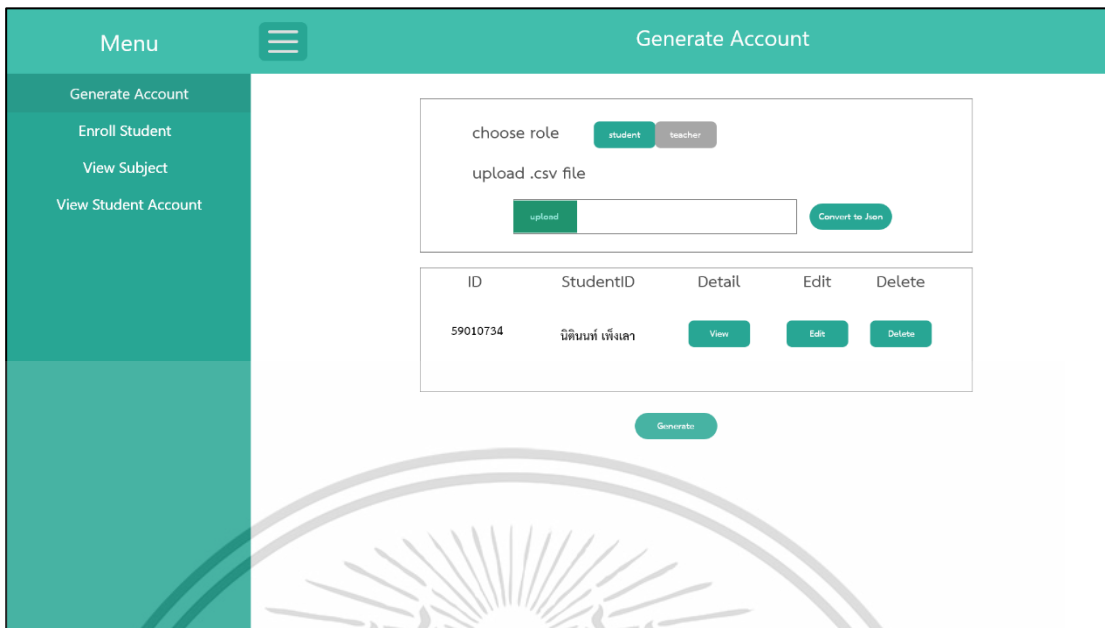 Menu
Generate Account
Generate Account
Enroll Student
View Subject
View Student Account
choose role student teacher
upload .csv file
upload Convert to Json
ID StudentID Detail Edit Delete
59010734 นิตินนท์ เพ็งเลา View Edit Delete
Generate